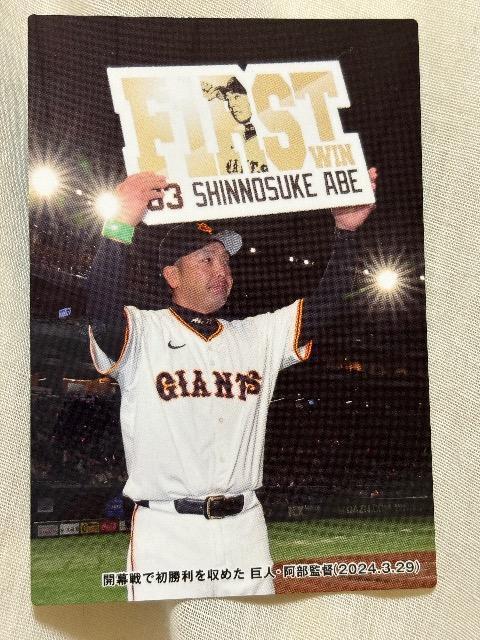 FIRST
WIN
83 SHINNOSUKE ABE
GIANTS
開幕戦で初勝利を収めた 巨人・阿部監督(2024.3.29)